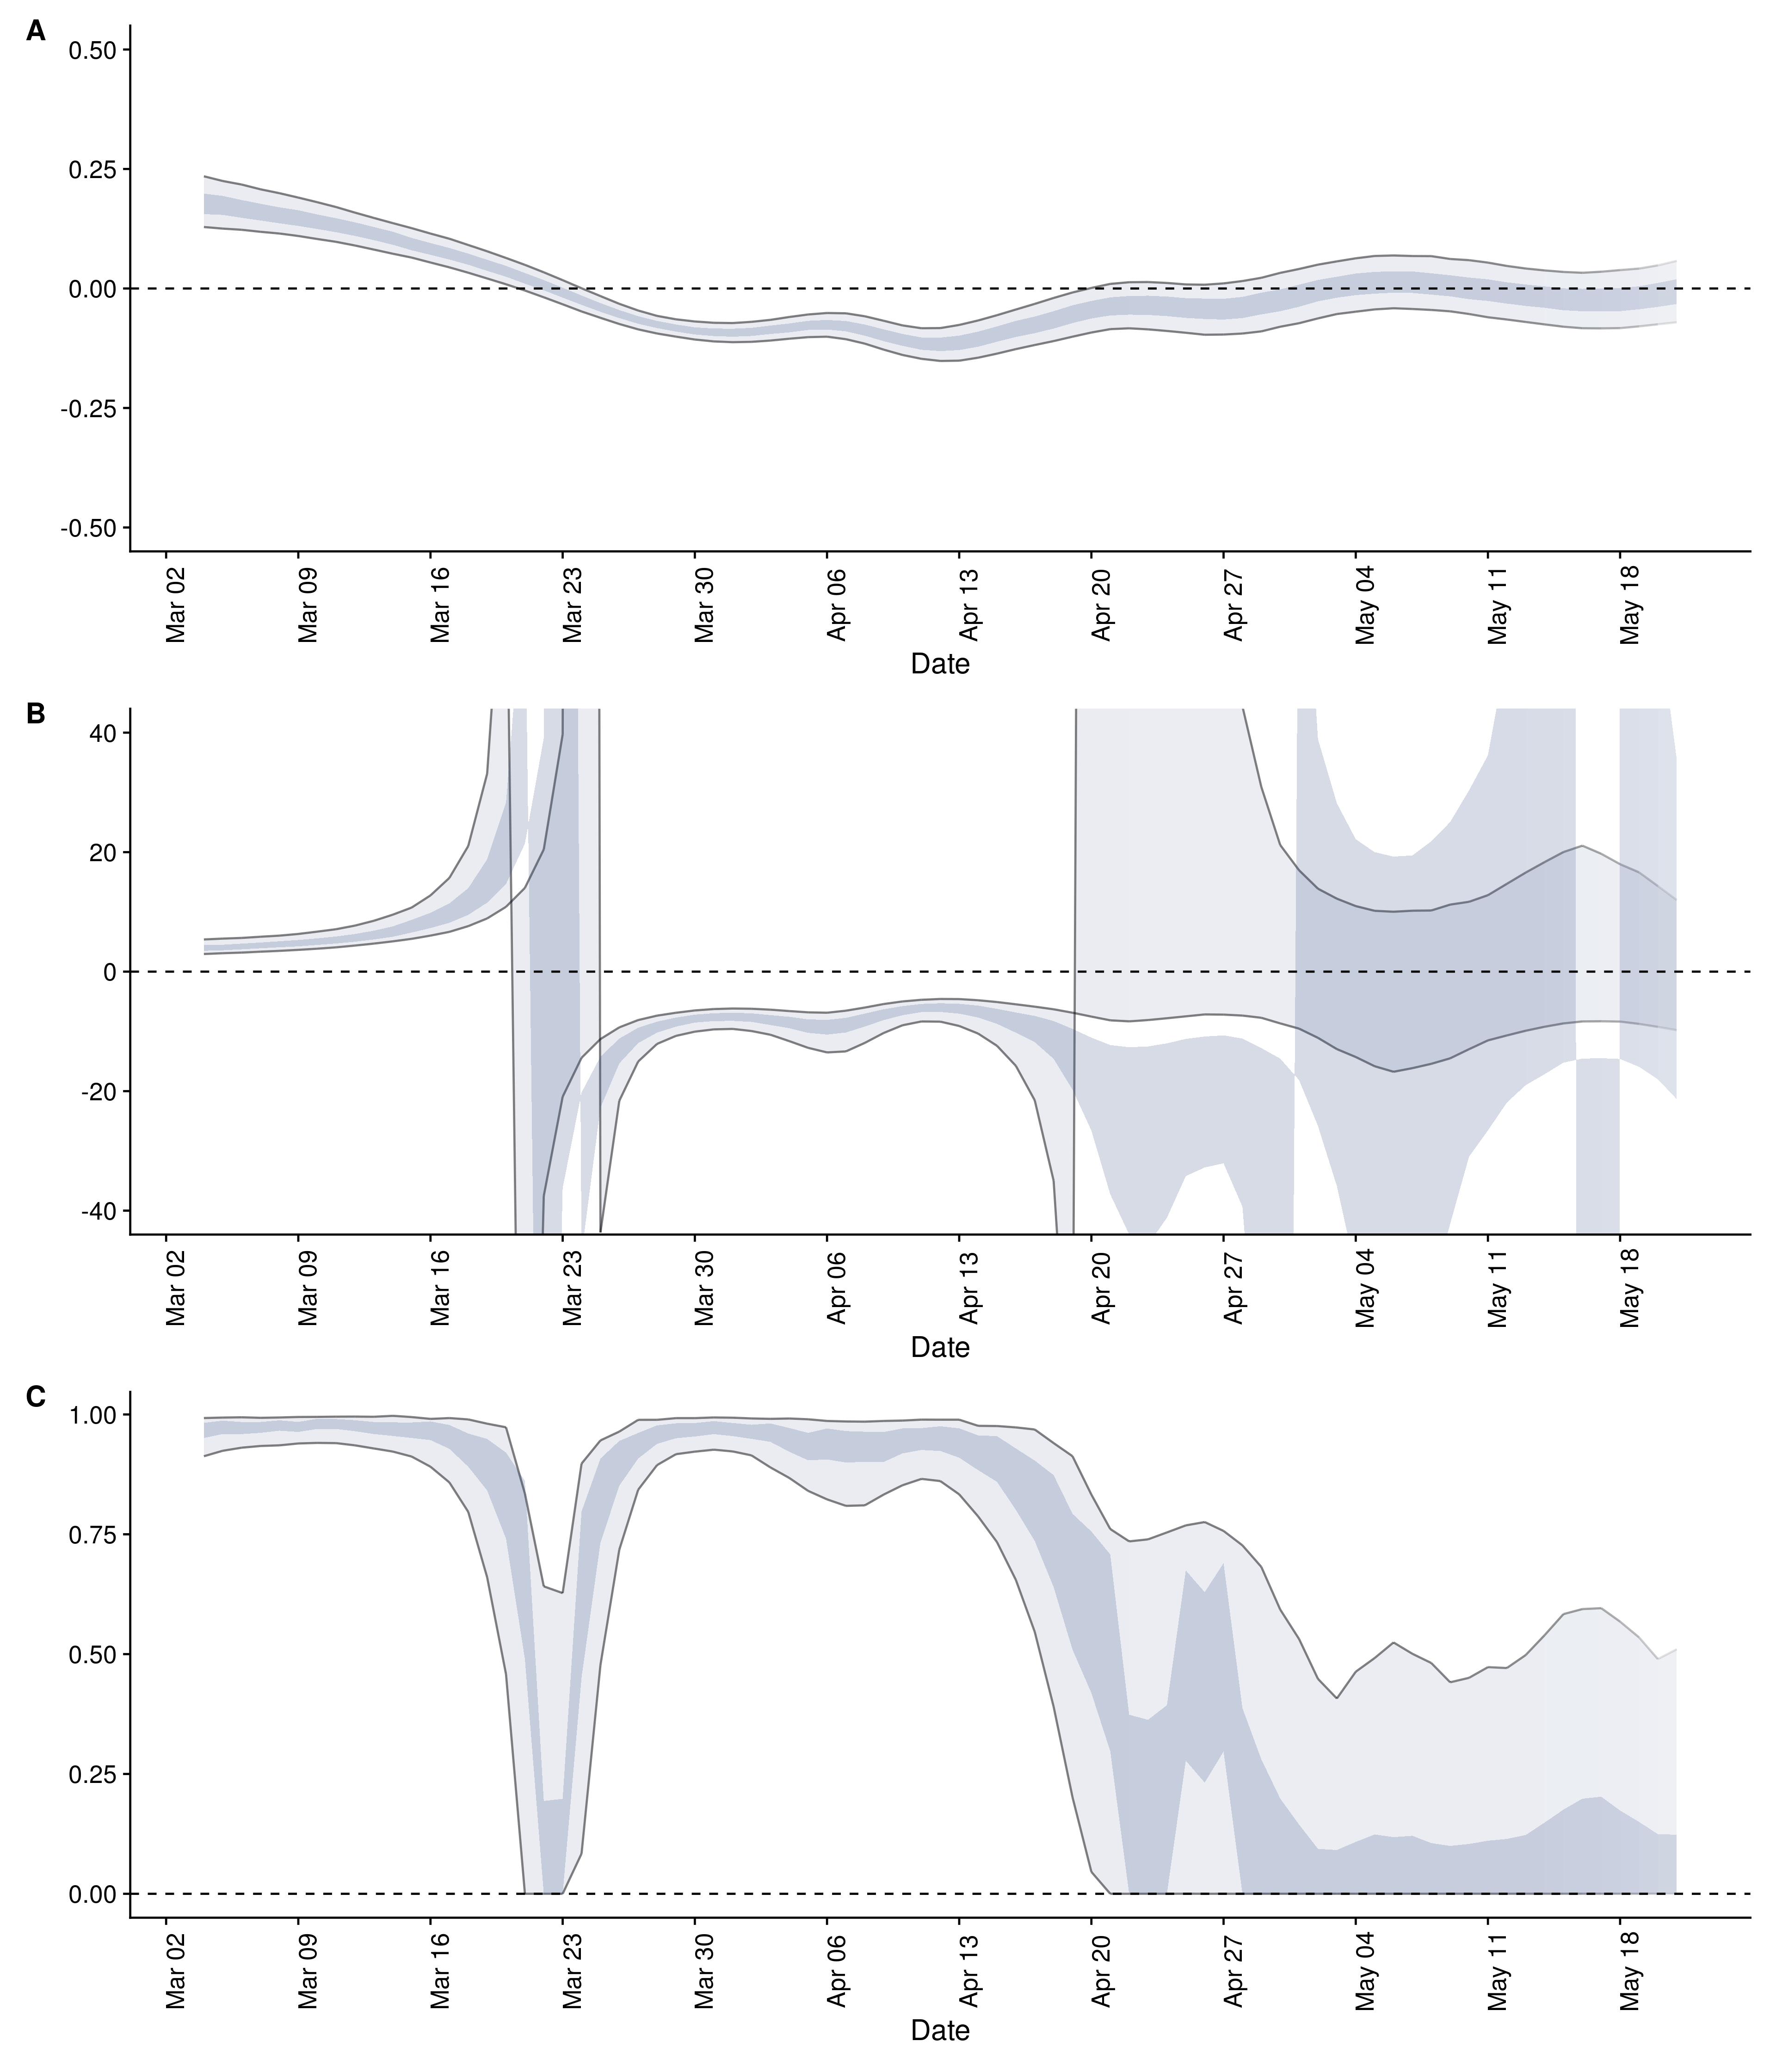 A
0.50
0.25
0.00
-0.25
-0.50
Mar 02
Mar 09
Mar 16
Mar 23
Mar 30
Apr 06
Apr 13
Apr 20
Apr 27
May 04
May 11
May 18
Date
B
40
20
0
-20
-40
Mar 02
Mar 09
Mar 16
Mar 23
Mar 30
Apr 06
Apr 13
Apr 20
Apr 27
May 04
May 11
May 18
Date
C
1.00
0.75
0.50
0.25
0.00
Mar 02
Mar 09
Mar 16
Mar 23
Mar 30
Apr 06
Apr 13
Apr 20
Apr 27
May 04
May 11
May 18
Date